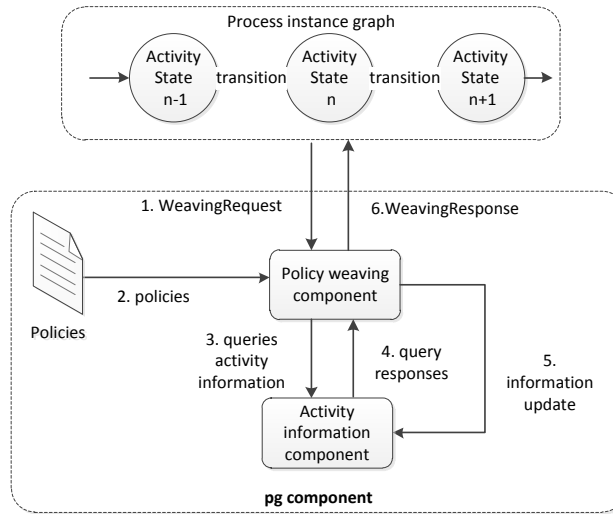 Process instance graph
Activity
State
n-1
transition
Activity
State
n
transition
Activity
State
n+1
1. WeavingRequest
6.WeavingResponse
Policies
2. policies
Policy weaving
component
3. queries
activity
information
4. query
responses
5.
information
update
Activity
information
component
pg component